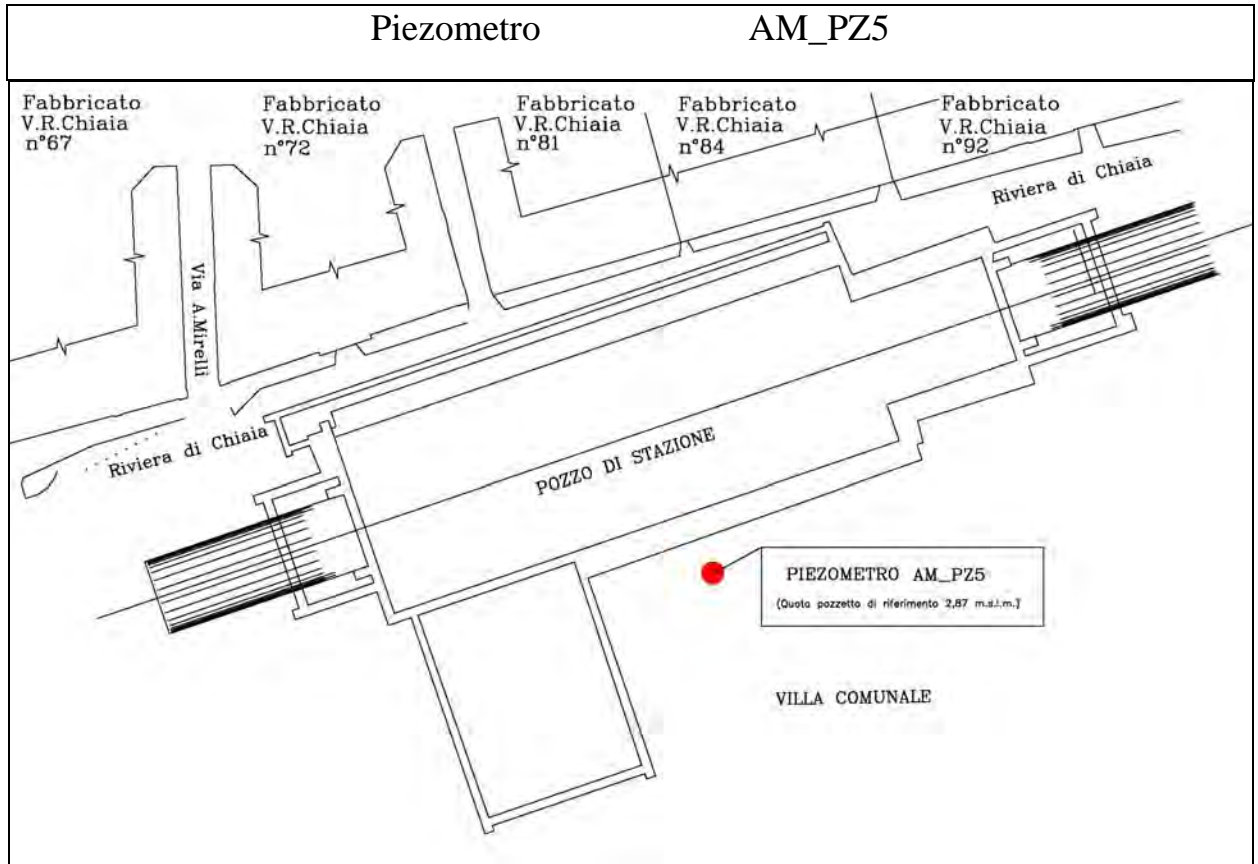 Piezometro AM_PZ5
Fabbricato
V.R.Chiaia
n°67
Fabbricato
V.R.Chiaia
n°72
Fabbricato
V.R.Chiaia
n°81
Fabbricato
V.R.Chiaia
n°84
Fabbricato
V.R.Chiaia
n°92
Riviera di Chiaia
Via A.Mirelli
Riviera di Chiaia
POZZO DI STAZIONE
PIEZOMETRO AM_PZ5
(Quota pozzetto di riferimento 2,87 m.s.l.m.)
VILLA COMUNALE